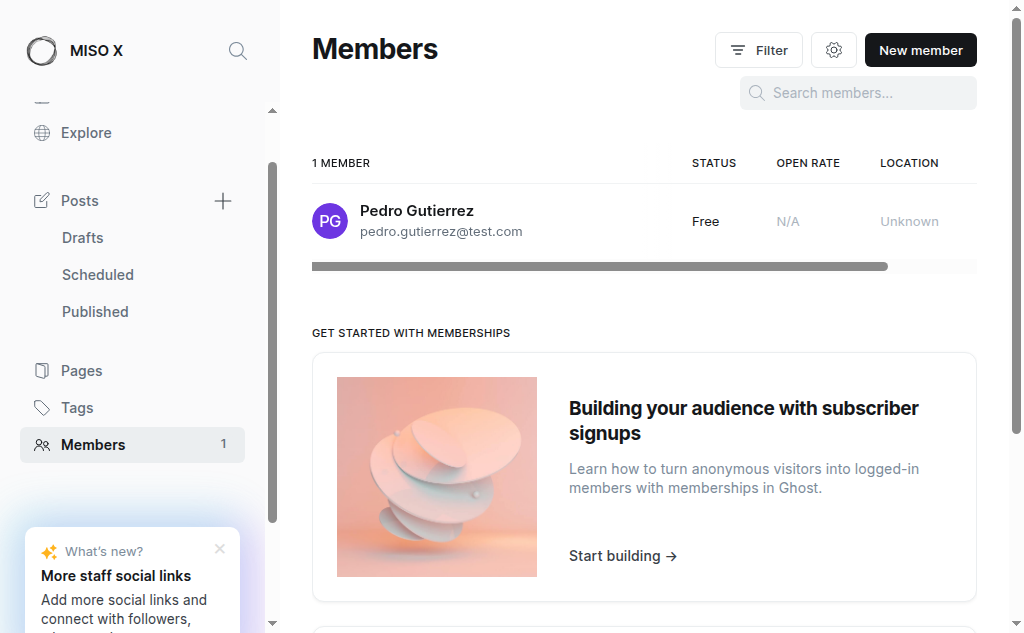 MISO X
Explore
Posts
Drafts
Scheduled
Published
Pages
Tags
Members 1
What's new?
More staff social links
Add more social links and
connect with followers,
Members
Filter
New member
Search members...
1 MEMBER STATUS OPEN RATE LOCATION
PG Pedro Gutierrez
pedro.gutierrez@test.com
Free N/A Unknown
GET STARTED WITH MEMBERSHIPS
Building your audience with subscriber
signups
Learn how to turn anonymous visitors into logged-in
members with memberships in Ghost.
Start building →